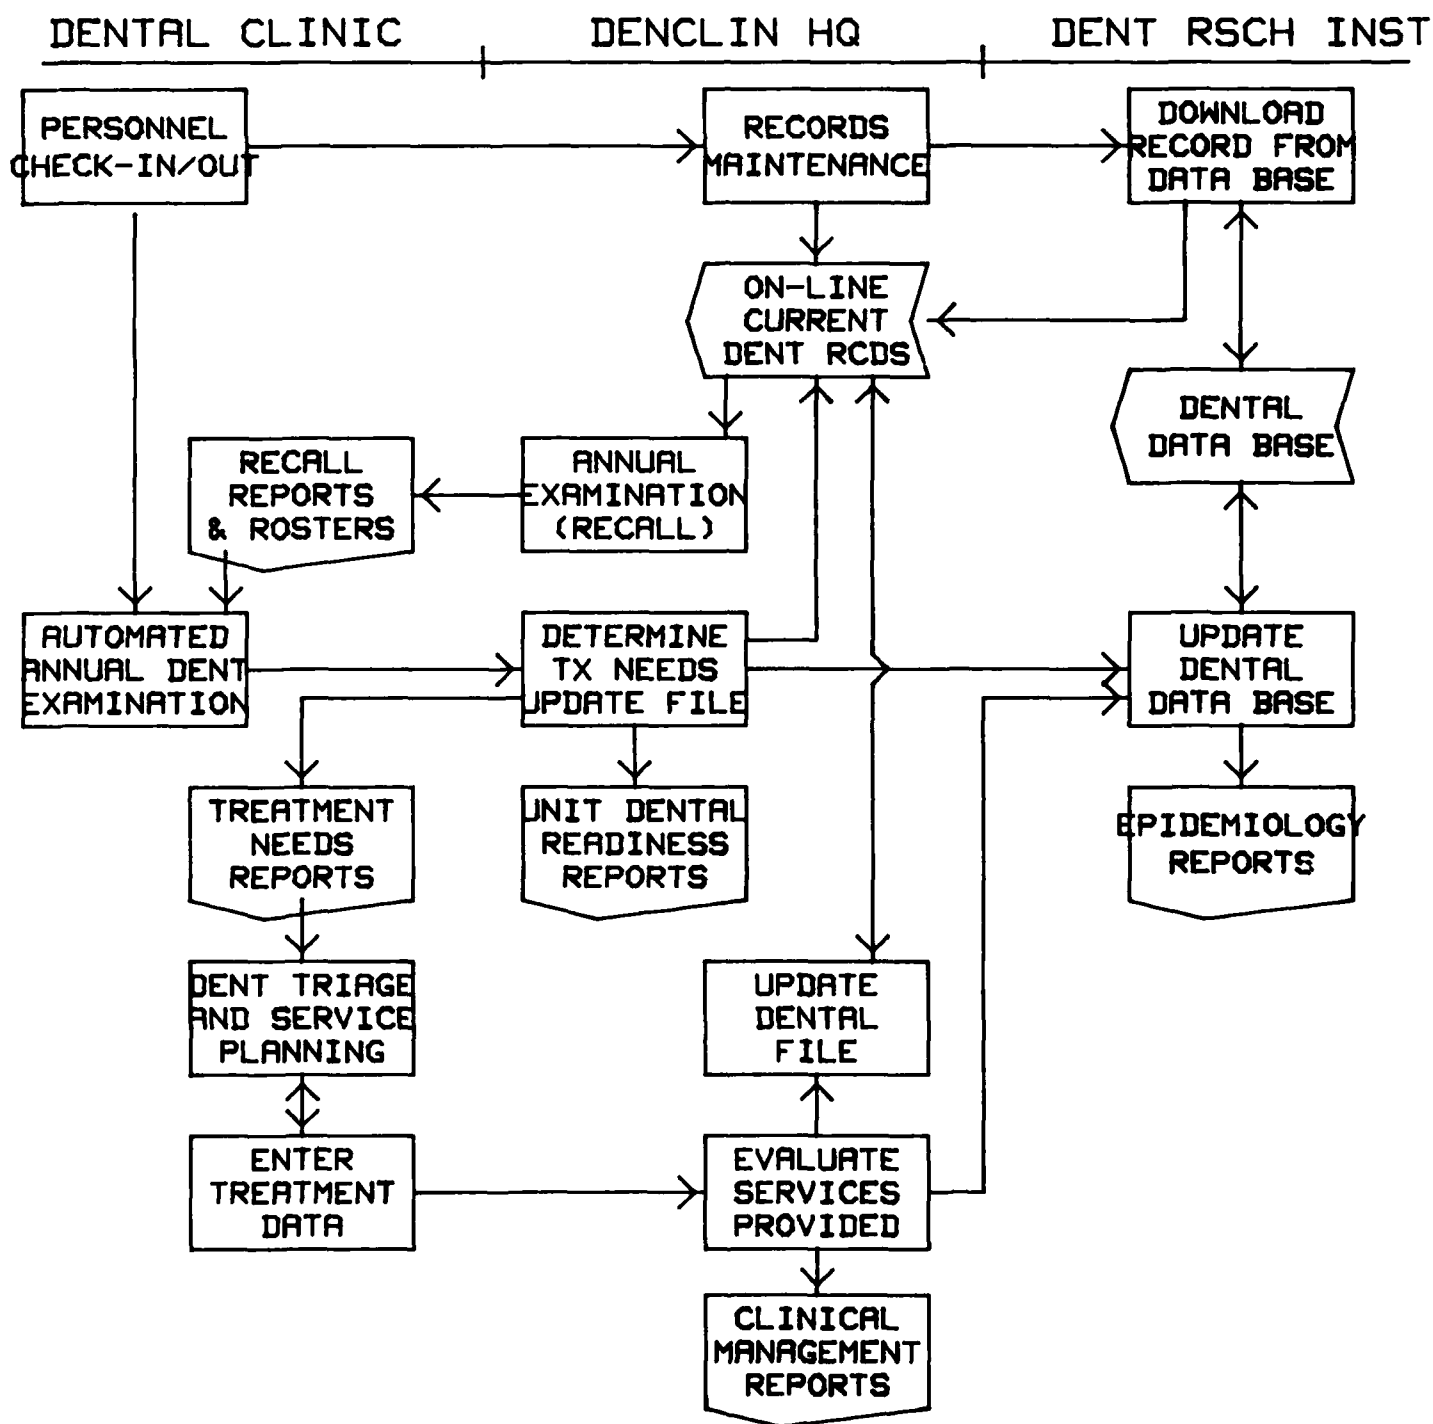 DENTAL CLINIC
DENCLIN HQ
DENT RSCH INST
PERSONNEL
CHECK-IN/OUT
RECORDS
MAINTENANCE
DOWNLOAD
RECORD FROM
DATA BASE
ON-LINE
CURRENT
DENT RCDS
DENTAL
DATA BASE
RECALL
REPORTS
& ROSTERS
ANNUAL
EXAMINATION
(RECALL)
AUTOMATED
ANNUAL DENT
EXAMINATION
DETERMINE
TX NEEDS
UPDATE FILE
UPDATE
DENTAL
DATA BASE
TREATMENT
NEEDS
REPORTS
UNIT DENTAL
READINESS
REPORTS
EPIDEMIOLOGY
REPORTS
DENT TRIAGE
AND SERVICE
PLANNING
UPDATE
DENTAL
FILE
ENTER
TREATMENT
DATA
EVALUATE
SERVICES
PROVIDED
CLINICAL
MANAGEMENT
REPORTS